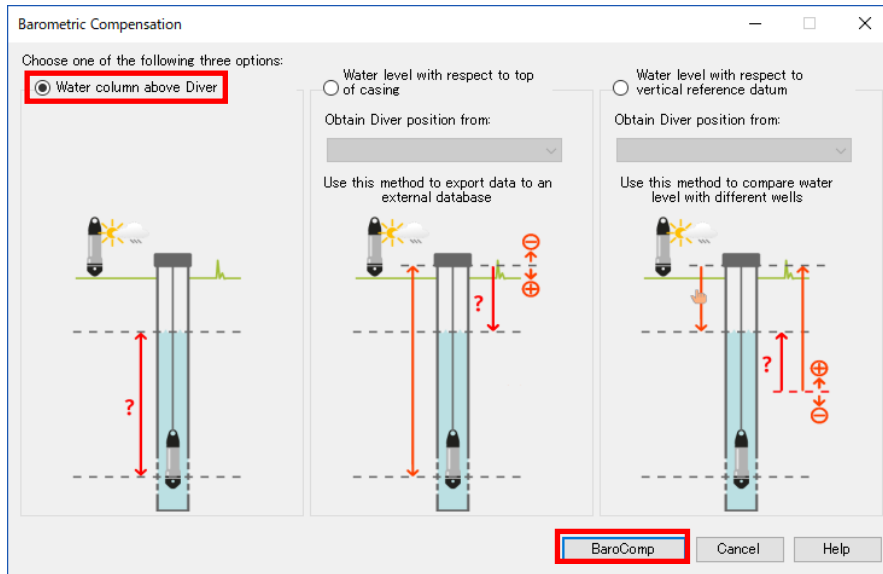 Barometric Compensation
Choose one of the following three options:
Water column above Diver
Water level with respect to top
of casing
Obtain Diver position from:
Use this method to export data to an
external database
?
?
Water level with respect to
vertical reference datum
Obtain Diver position from:
Use this method to compare water
level with different wells
?
BaroComp
Cancel
Help